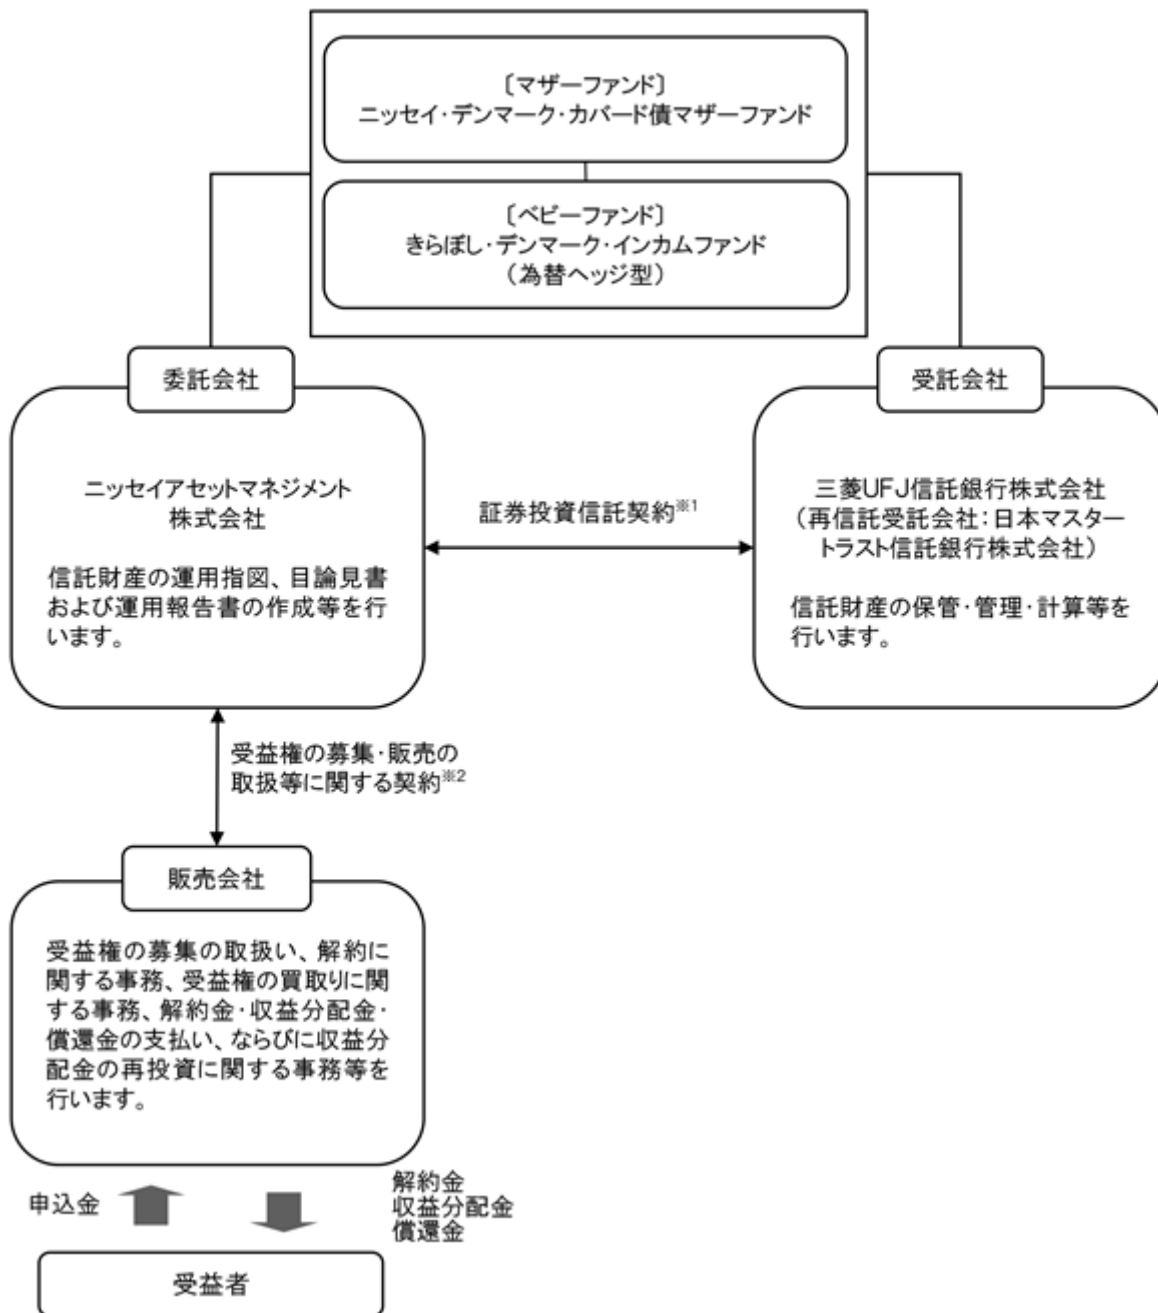 〔マザーファンド〕
ニッセイ・デンマーク・カバード債マザーファンド
〔ベビーファンド〕
きらぼし・デンマーク・インカムファンド
（為替ヘッジ型）
委託会社
ニッセイアセットマネジメント
株式会社
信託財産の運用指図、目論見書
および運用報告書の作成等を行
います。
証券投資信託契約※1
受託会社
三菱UFJ信託銀行株式会社
（再信託受託会社：日本マスター
トラスト信託銀行株式会社）
信託財産の保管・管理・計算等を
行います。
受益権の募集・販売の
取扱等に関する契約※2
販売会社
受益権の募集の取扱い、解約に
関する事務、受益権の買取りに関
する事務、解約金・収益分配金・
償還金の支払い、ならびに収益分
配金の再投資に関する事務等を
行います。
申込金
解約金
収益分配金
償還金
受益者